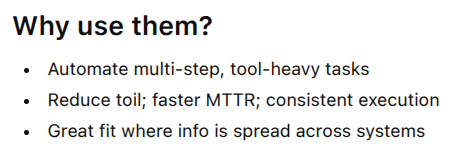 Why use them?
• Automate multi-step, tool-heavy tasks
• Reduce toil; faster MTTR; consistent execution
• Great fit where info is spread across systems